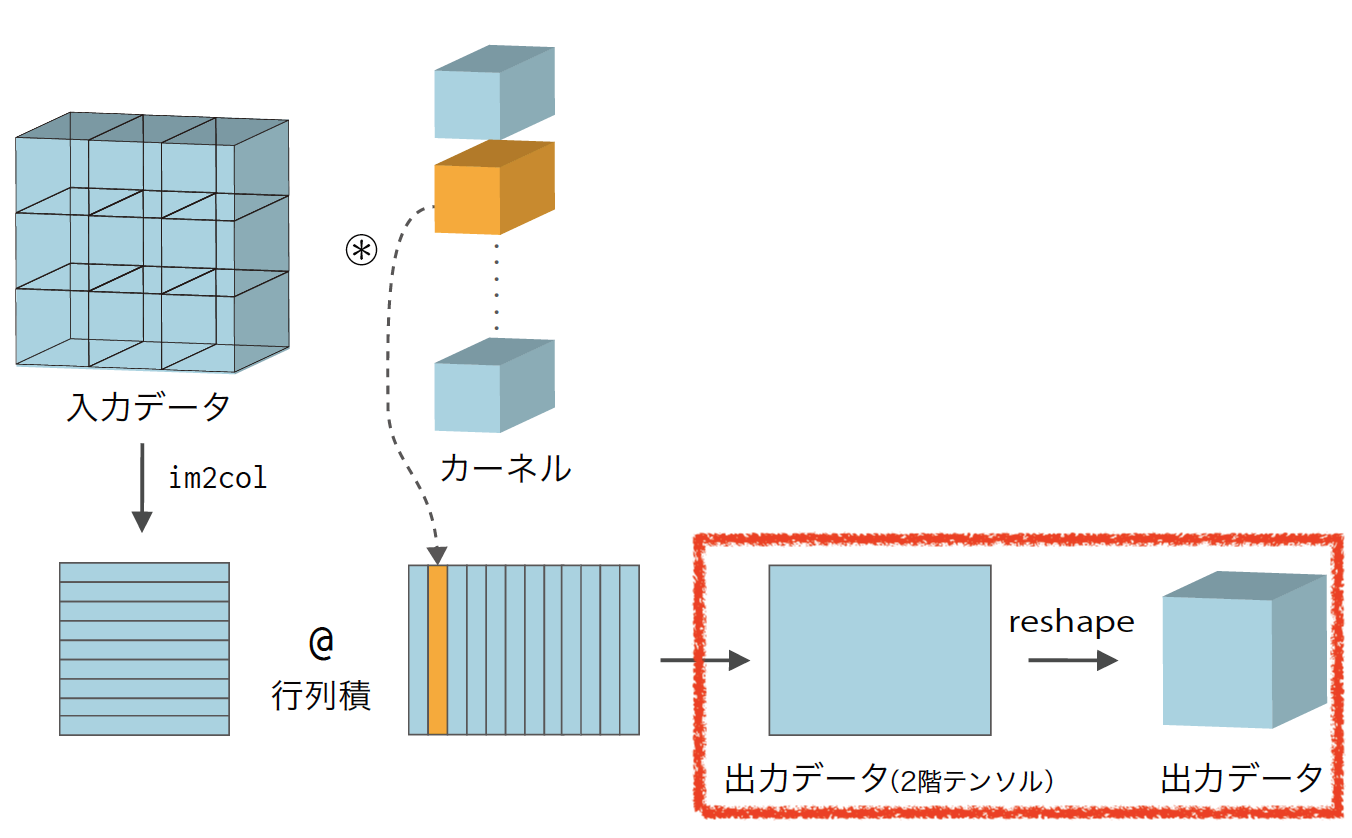 ⊛
入力データ
カーネル
im2col
@
行列積
reshape
出力データ(2階テンソル)
出力データ